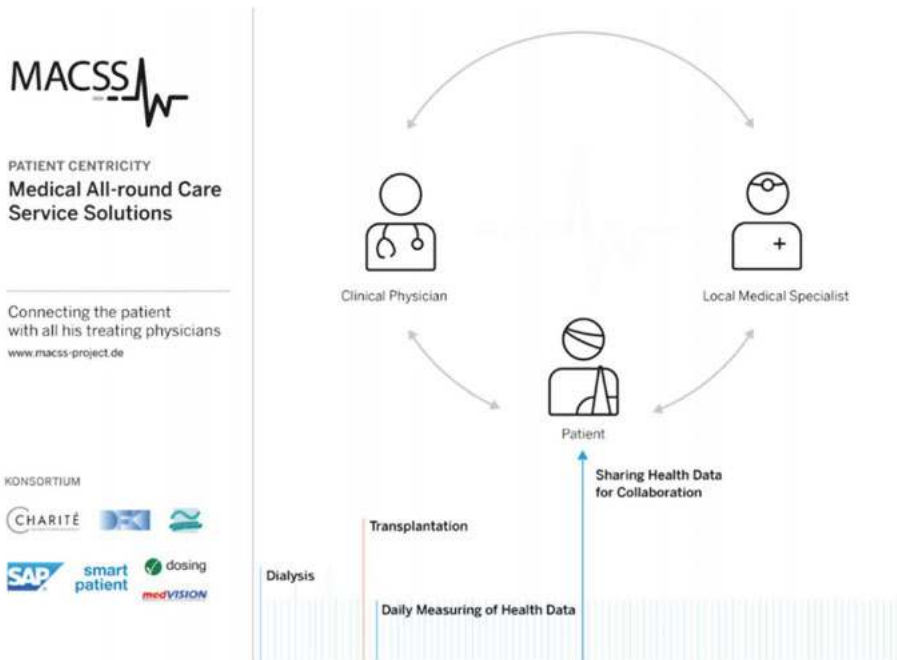 MACSS
PATIENT CENTRICITY
Medical All-round Care
Service Solutions
Connecting the patient
with all his treating physicians
www.macss-project.de
KONSORTIUM
CHARITÉ
DFKI
SAP
smart
patient
dosing
medVISION
Clinical Physician
Local Medical Specialist
Patient
Sharing Health Data
for Collaboration
Transplantation
Dialysis
Daily Measuring of Health Data